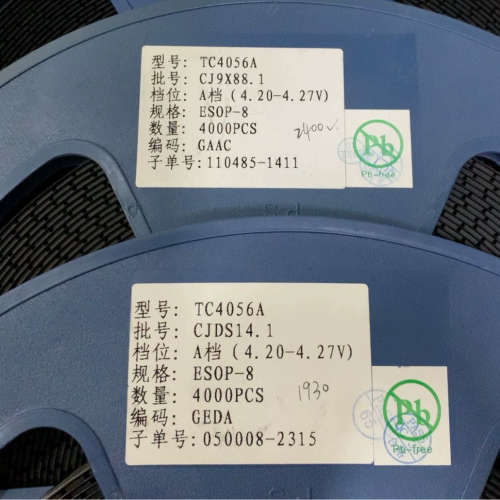 型号: TC4056A
批号: CJ9X88.1
档位: A档 (4.20-4.27V)
规格: ESOP-8
数量: 4000PCS
2400
编码: GAAC
子单号:110485-1411
Pb
Pb-free
型号: TC4056A
批号: CJDS14.1
档位: A档 (4.20-4.27V)
规格: ESOP-8
数量: 4000PCS
1930
编码: GEDA
子单号:050008-2315
Pb
Pb-free